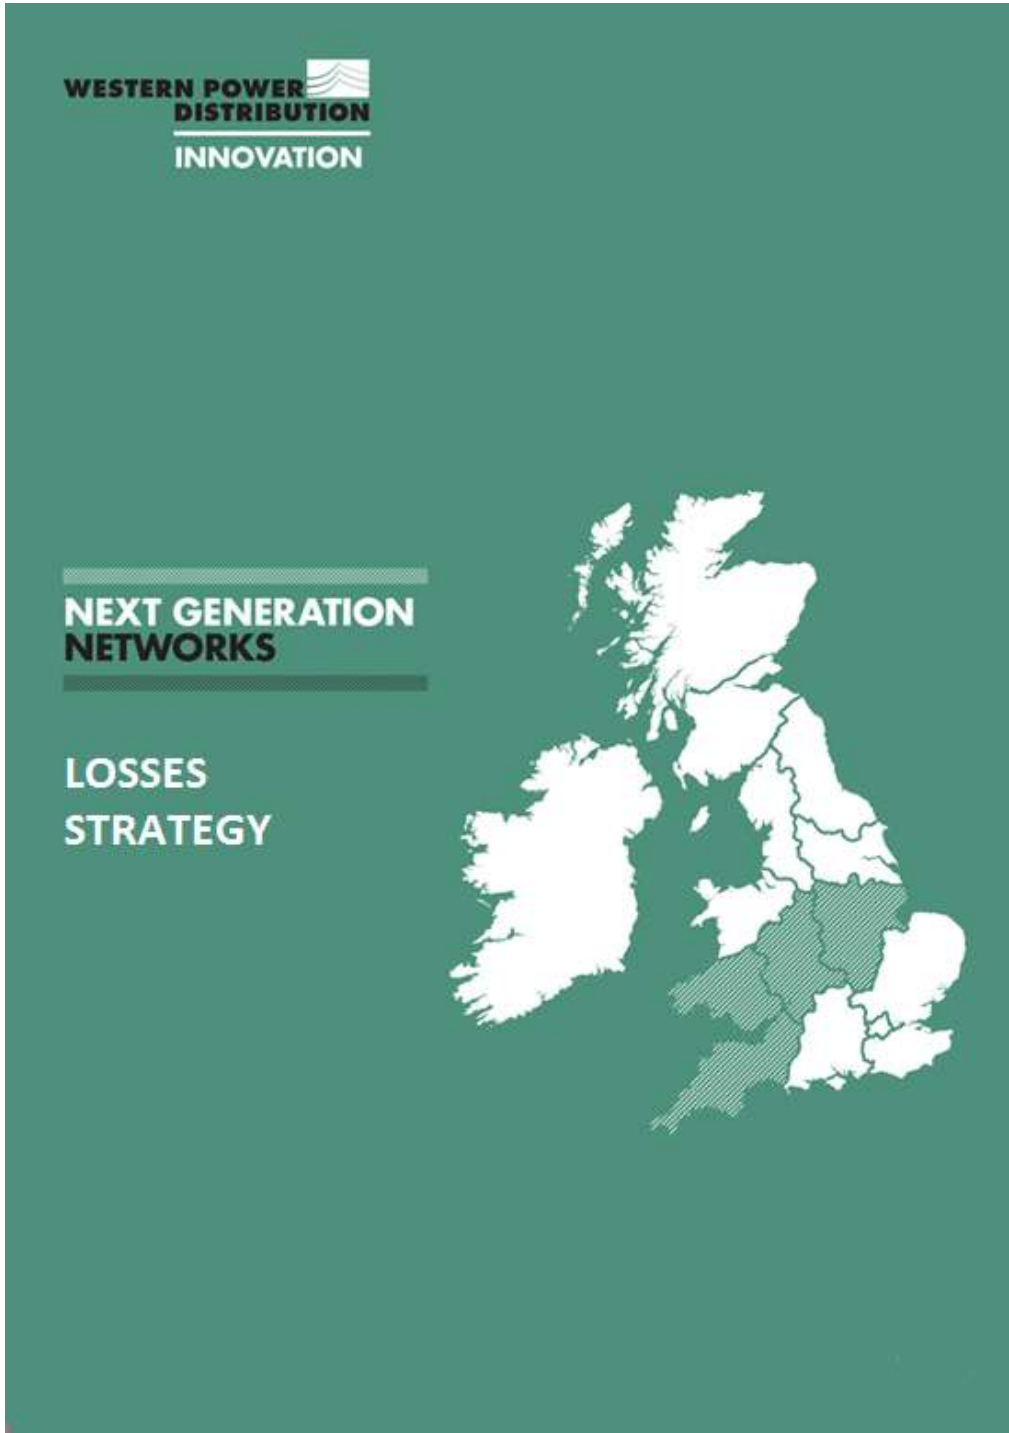 WESTERN POWER
DISTRIBUTION
INNOVATION
NEXT GENERATION
NETWORKS
LOSSES
STRATEGY